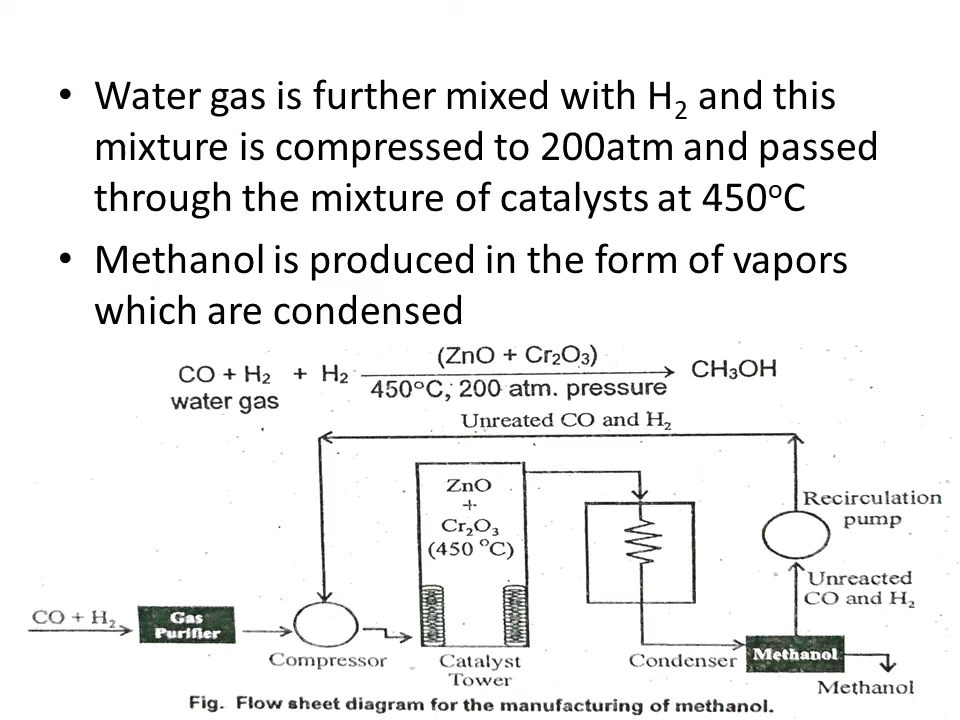 • Water gas is further mixed with H₂ and this
mixture is compressed to 200atm and passed
through the mixture of catalysts at 450ᵒC
• Methanol is produced in the form of vapors
which are condensed
(ZnO + Cr₂O₃)
CO + H₂ + H₂ CH₃OH
450°C, 200 atm. pressure
water gas
Unreated CO and H₂
ZnO
+
Cr₂O₃
(450 °C)
Recirculation
pump
Unreacted
CO and H₂
CO + H₂
Gas
Purifier
Compressor
Catalyst
Tower
Condenser
Methanol
Methanol
Fig. Flow sheet diagram for the manufacturing of methanol.